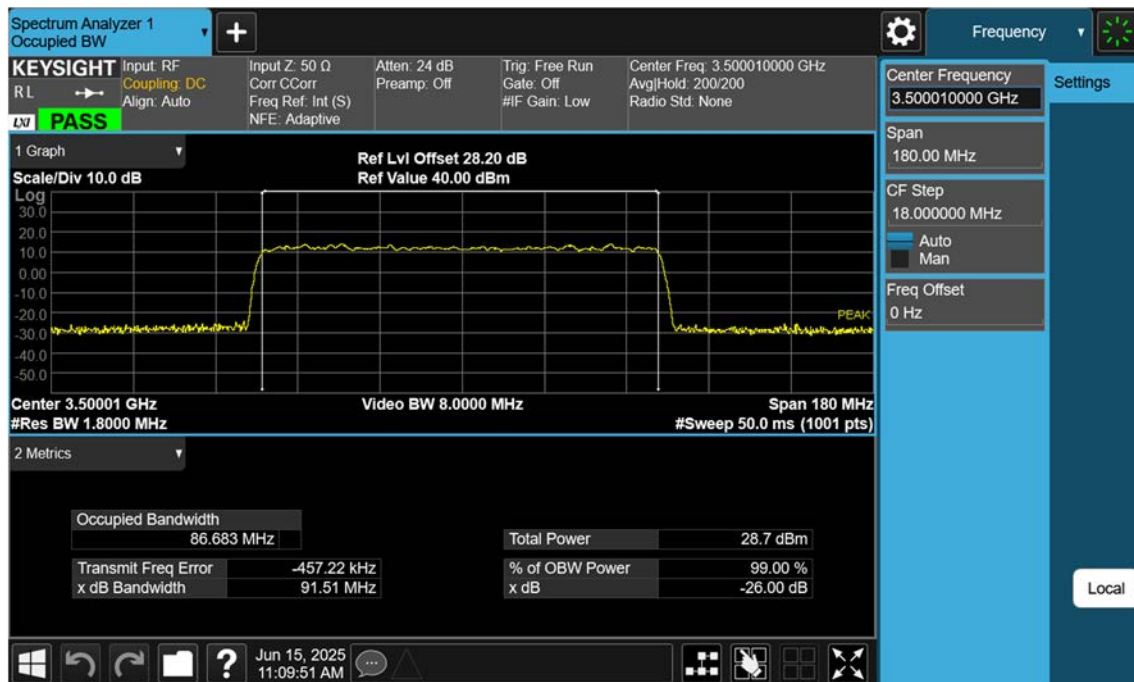 Spectrum Analyzer 1
Occupied BW
Frequency
KEYSIGHT
RL
LXI
PASS
Input: RF
Coupling: DC
Align: Auto
Input Z: 50 Ω
Corr CCorr
Freq Ref: Int (S)
NFE: Adaptive
Atten: 24 dB
Preamp: Off
Trig: Free Run
Gate: Off
#IF Gain: Low
Center Freq: 3.500010000 GHz
Avg|Hold: 200/200
Radio Std: None
Center Frequency
3.500010000 GHz
Settings
Span
180.00 MHz
CF Step
18.000000 MHz
Auto
Man
Freq Offset
0 Hz
1 Graph
Scale/Div 10.0 dB
Ref Lvl Offset 28.20 dB
Ref Value 40.00 dBm
Log
30.0
20.0
10.0
0.00
-10.0
-20.0
-30.0
-40.0
-50.0
PEAK
Center 3.50001 GHz
Video BW 8.0000 MHz
Span 180 MHz
#Res BW 1.8000 MHz
#Sweep 50.0 ms (1001 pts)
2 Metrics
Occupied Bandwidth
86.683 MHz
Total Power 28.7 dBm
Transmit Freq Error -457.22 kHz
% of OBW Power 99.00 %
x dB Bandwidth 91.51 MHz
x dB -26.00 dB
Local
?
Jun 15, 2025
11:09:51 AM